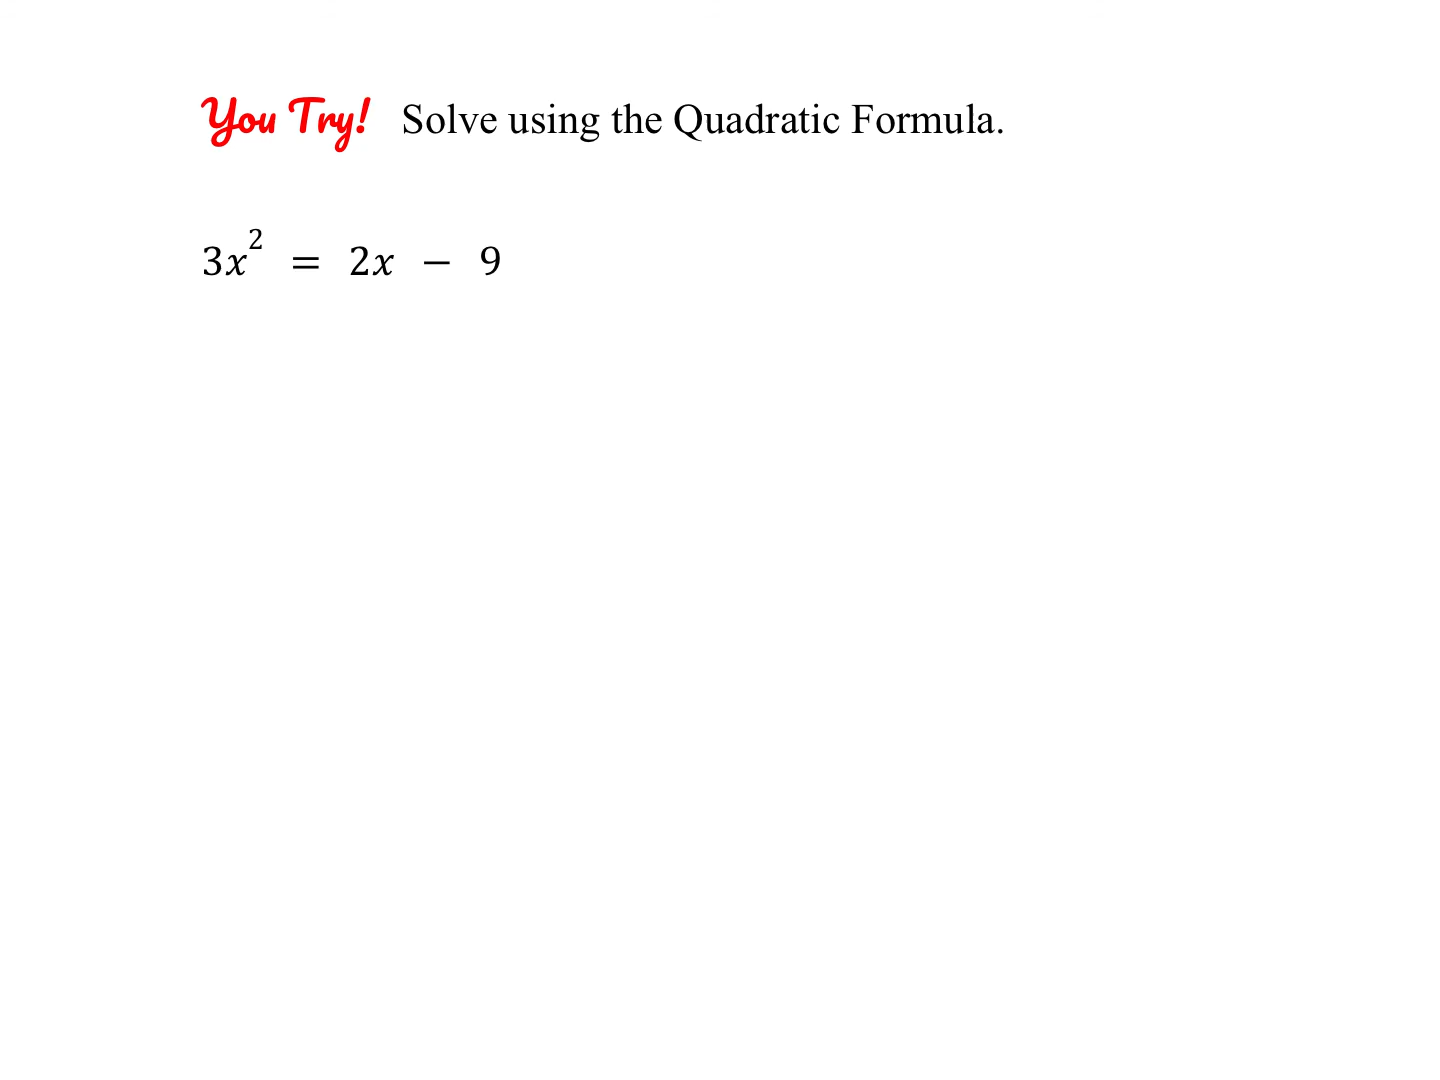 You Try! Solve using the Quadratic Formula.
3x² = 2x − 9